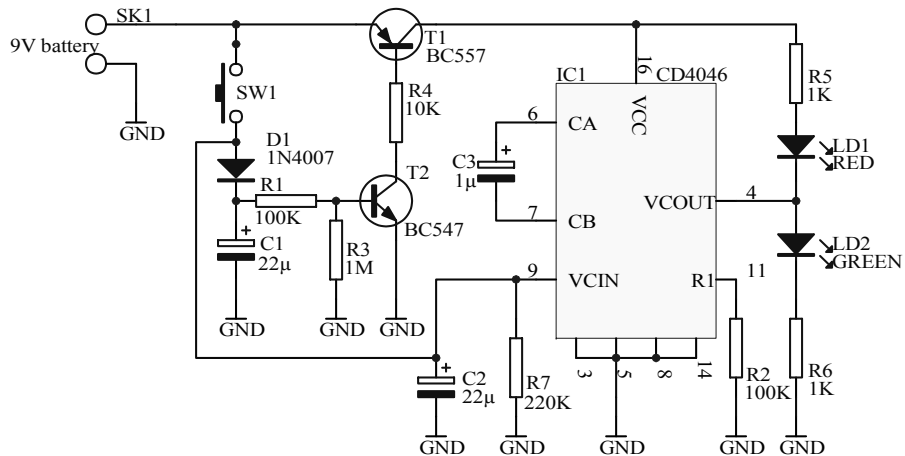 SK1
9V battery
GND
SW1
D1
1N4007
R1
100K
C1
22µ
GND
R3
1M
GND
T1
BC557
R4
10K
T2
BC547
GND
C2
22µ
GND
R7
220K
GND
C3
1µ
IC1
CD4046
16
VCC
6
CA
7
CB
9
VCIN
VCOUT
4
R1
11
3
5
8
14
GND
R2
100K
GND
R5
1K
LD1
RED
LD2
GREEN
R6
1K
GND